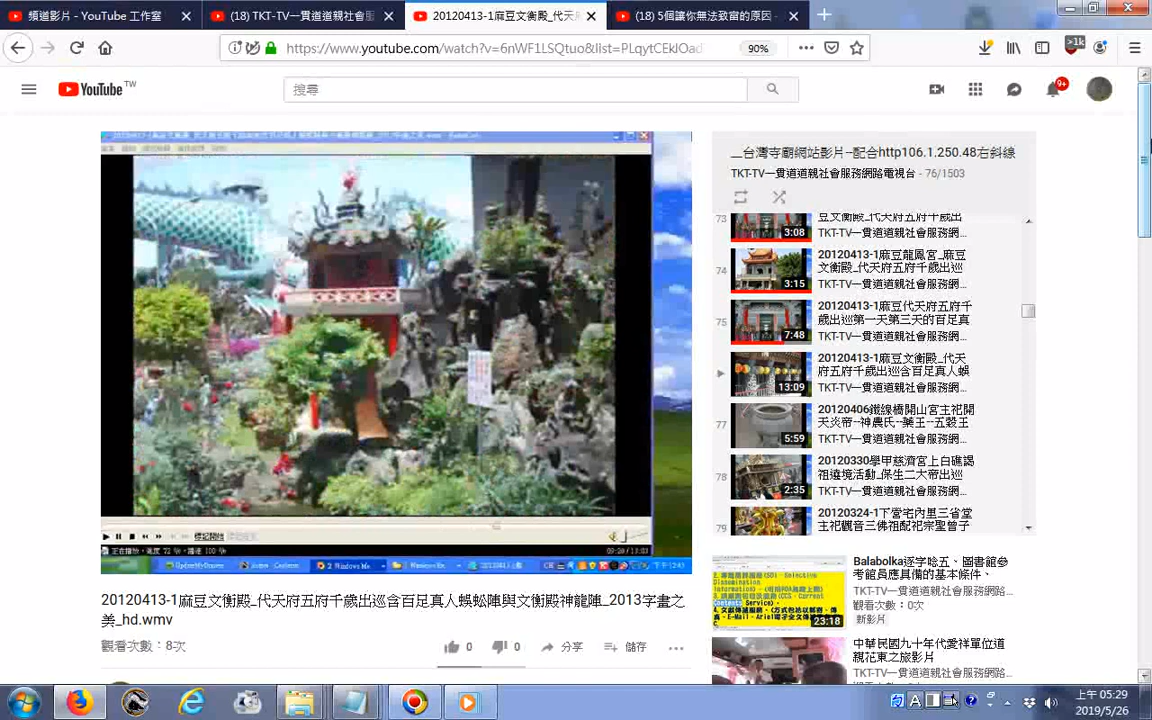 頻道影片 - YouTube 工作室
(18) TKT-TV一貫道道親社會服
20120413-1麻豆文衡殿_代天府
(18) 5個讓你無法致富的原因 -
https://www.youtube.com/watch?v=6nWF1LSQtuo&list=PLqytCEklOad
90%
>1k
YouTube TW
搜尋
9+
二台灣寺廟網站影片--配合http106.1.250.48右斜線
TKT-TV一貫道道親社會服務網路電視台 - 76/1503
73
豆文衡殿_代天府五府千歲出
TKT-TV一貫道道親社會服務網...
3:08
74
20120413-1麻豆龍鳳宮_麻豆
文衡殿_代天府五府千歲出巡
TKT-TV一貫道道親社會服務網...
3:15
75
20120413-1麻豆代天府五府千
歲出巡第一天第三天的百足真
TKT-TV一貫道道親社會服務網...
7:48
20120413-1麻豆文衡殿_代天
府五府千歲出巡含百足真人蜈
TKT-TV一貫道道親社會服務網...
13:09
77
20120406鐵線橋開山宮主祀開
天炎帝--神農氏--藥王--五穀王
TKT-TV一貫道道親社會服務網...
5:59
78
20120330學甲慈濟宮上白礁謁
祖遶境活動_保生二大帝出巡
TKT-TV一貫道道親社會服務網...
2:35
79
20120324-1下營宅內里三省堂
主祀觀音三佛祖配祀宗聖曾子
標記開始
20120413-1麻豆文衡殿_代天府五府千歲出巡含百足真人蜈蚣陣與文衡殿神龍陣_2013字畫之
美_hd.wmv
觀看次數：8次
0
0
分享
儲存
Balabolka逐字唸五、圖書館參
考館員應具備的基本條件、
TKT-TV一貫道道親社會服務網路...
觀看次數：0次
新影片
23:18
中華民國九十年代愛祥單位道
親花東之旅影片
TKT-TV一貫道道親社會服務網路...
上午 05:29
2019/5/26